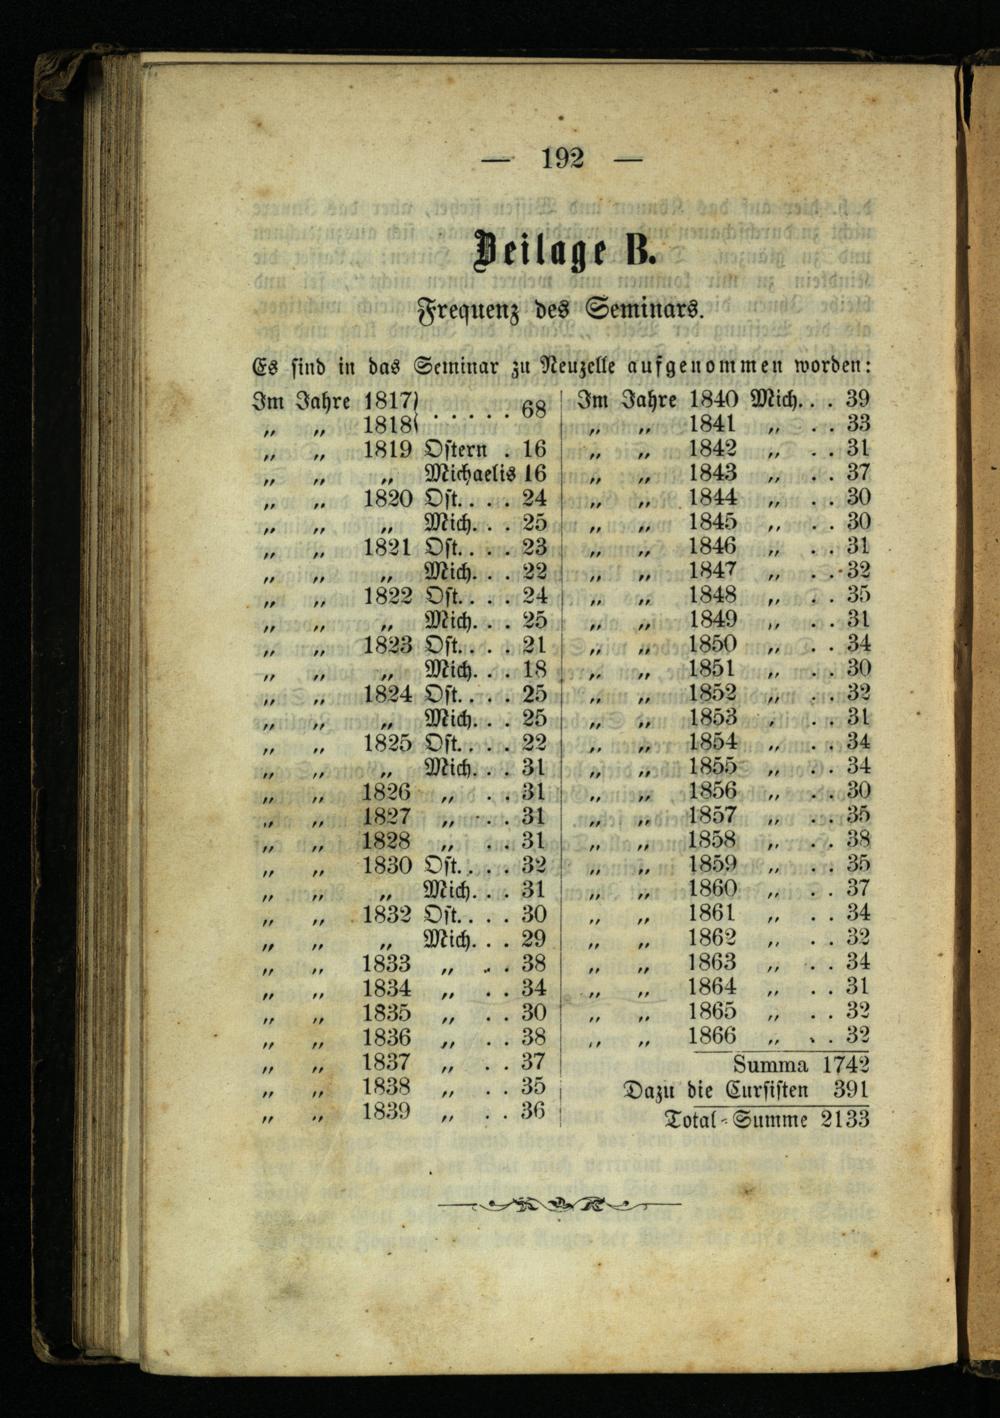 — 192 —
Beilage B.
Frequenz des Seminars.
Es sind in das Seminar zu Neuzelle aufgenommen worden:
Im Jahre 1817) . . . . . 68
„ „ 1818(
„ „ 1819 Ostern . 16
„ „ „ Michaelis 16
„ „ 1820 Ost. . . . 24
„ „ „ Mich. . . 25
„ „ 1821 Ost. . . . 23
„ „ „ Mich. . . 22
„ „ 1822 Ost. . . . 24
„ „ „ Mich. . . 25
„ „ 1823 Ost. . . . 21
„ „ „ Mich. . . 18
„ „ 1824 Ost. . . . 25
„ „ „ Mich. . . 25
„ „ 1825 Ost. . . . 22
„ „ „ Mich. . . 31
„ „ 1826 „ . . 31
„ „ 1827 „ . . 31
„ „ 1828 „ . . 31
„ „ 1830 Ost. . . . 32
„ „ „ Mich. . . 31
„ „ 1832 Ost. . . . 30
„ „ „ Mich. . . 29
„ „ 1833 „ . . 38
„ „ 1834 „ . . 34
„ „ 1835 „ . . 30
„ „ 1836 „ . . 38
„ „ 1837 „ . . 37
„ „ 1838 „ . . 35
„ „ 1839 „ . . 36
Im Jahre 1840 Mich. . . 39
„ „ 1841 „ . . 33
„ „ 1842 „ . . 31
„ „ 1843 „ . . 37
„ „ 1844 „ . . 30
„ „ 1845 „ . . 30
„ „ 1846 „ . . 31
„ „ 1847 „ . . 32
„ „ 1848 „ . . 35
„ „ 1849 „ . . 31
„ „ 1850 „ . . 34
„ „ 1851 „ . . 30
„ „ 1852 „ . . 32
„ „ 1853 „ . . 31
„ „ 1854 „ . . 34
„ „ 1855 „ . . 34
„ „ 1856 „ . . 30
„ „ 1857 „ . . 35
„ „ 1858 „ . . 38
„ „ 1859 „ . . 35
„ „ 1860 „ . . 37
„ „ 1861 „ . . 34
„ „ 1862 „ . . 32
„ „ 1863 „ . . 34
„ „ 1864 „ . . 31
„ „ 1865 „ . . 32
„ „ 1866 „ . . 32
Summa 1742
Dazu die Cursisten 391
Total-Summe 2133